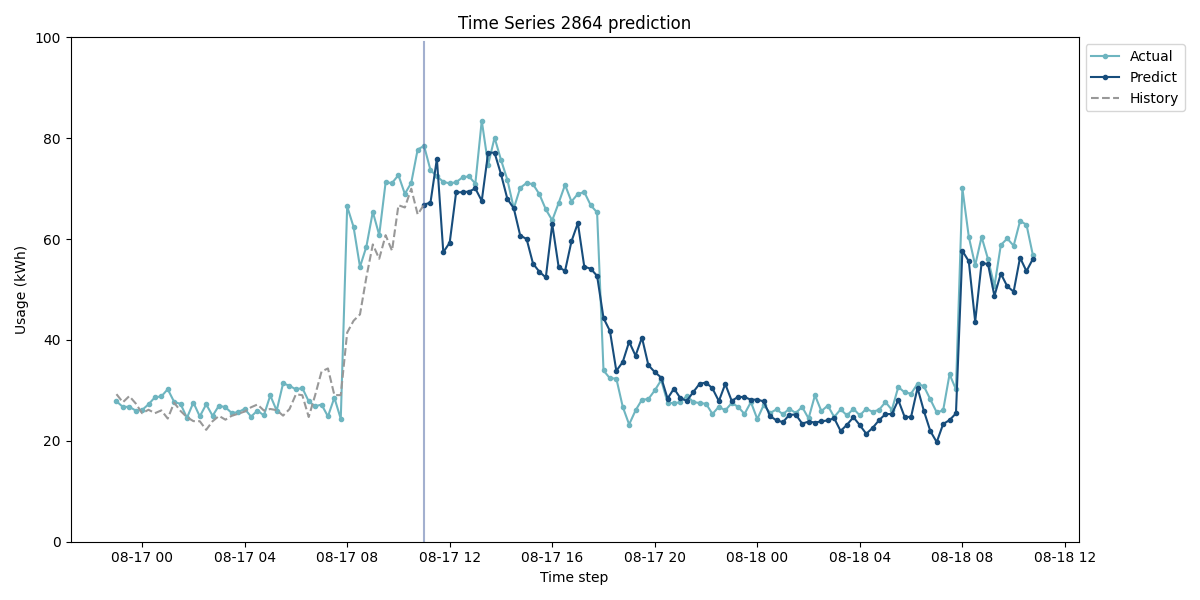 Time Series 2864 prediction
100
80
60
40
20
0
Usage (kWh)
08-17 00
08-17 04
08-17 08
08-17 12
08-17 16
08-17 20
08-18 00
08-18 04
08-18 08
08-18 12
Time step
Actual
Predict
History